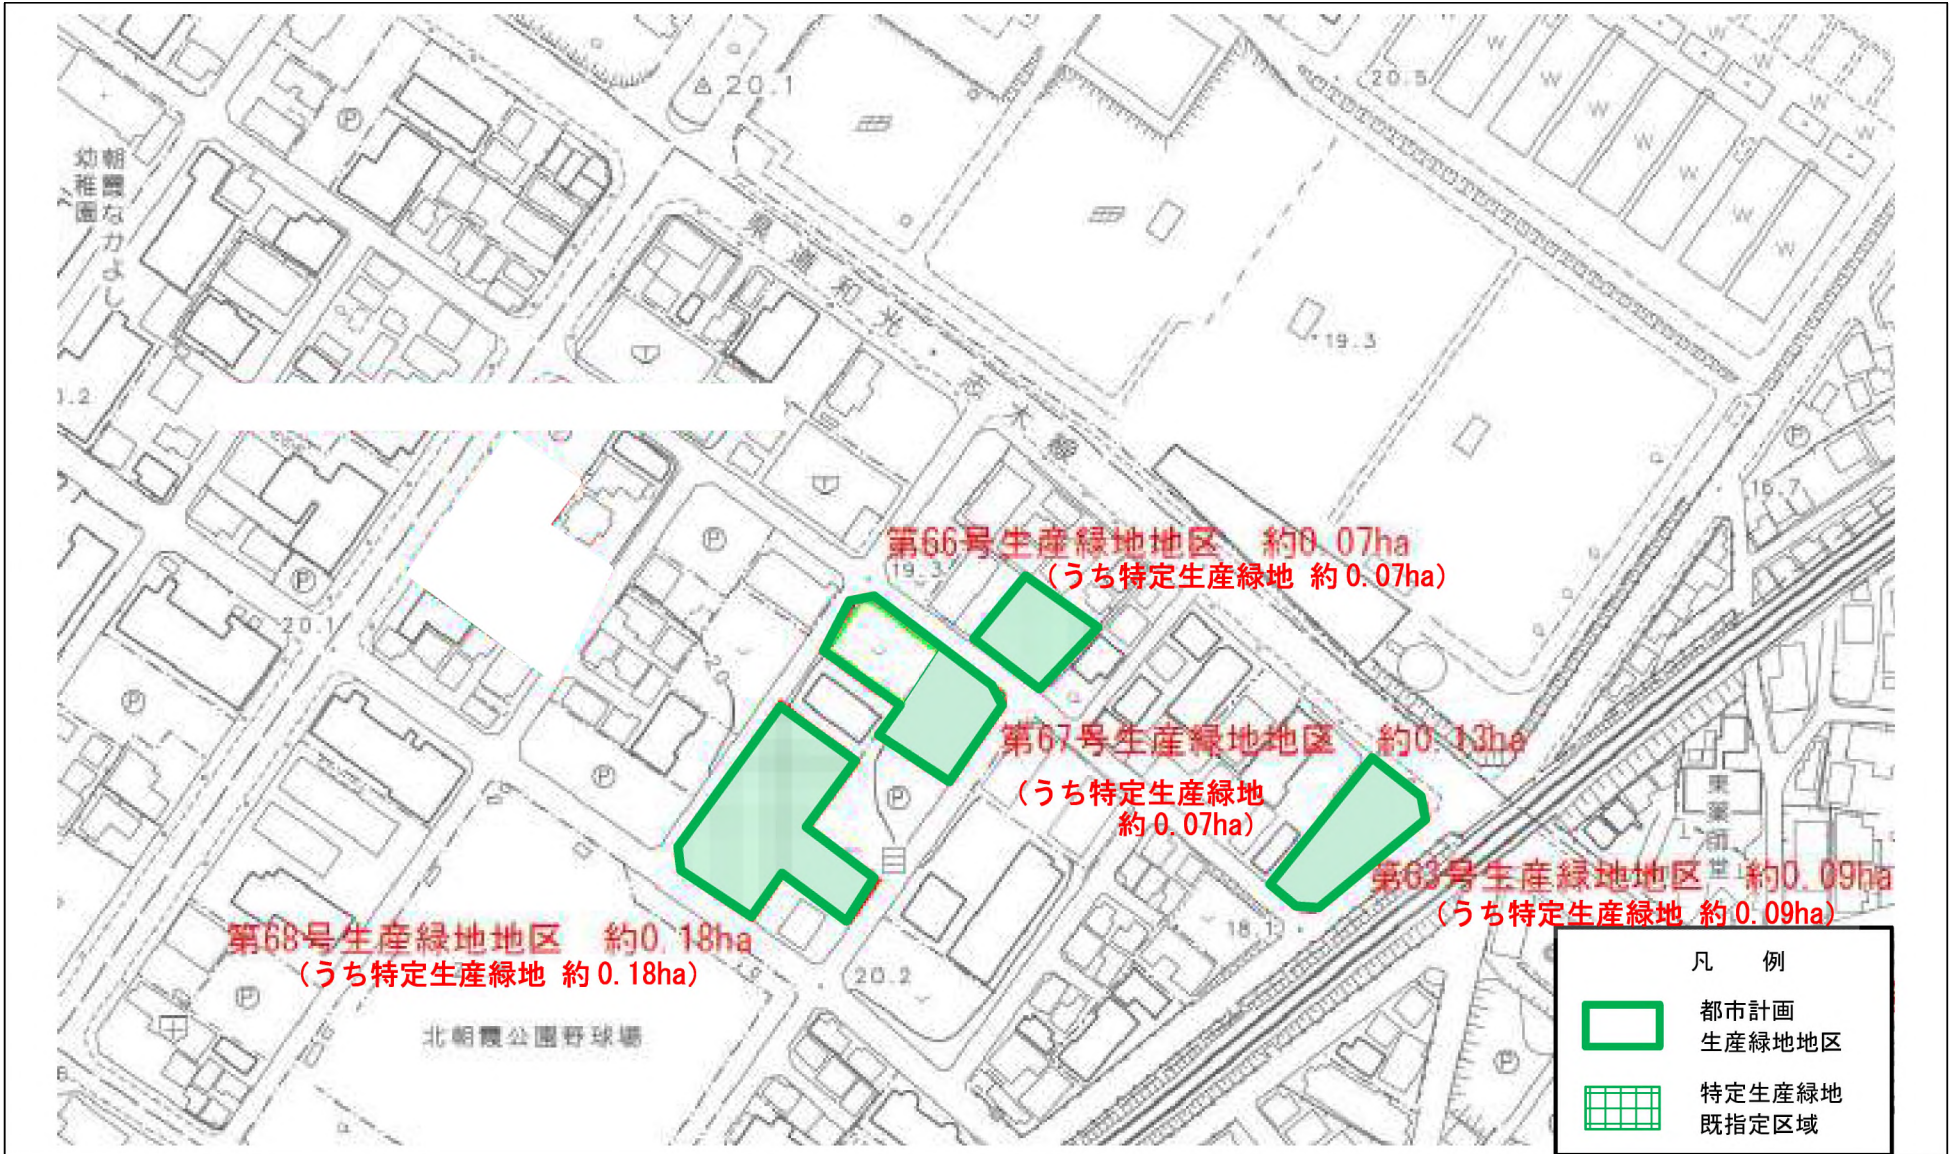 20.1
20.5
朝霞なかよし
幼稚園
県道和光・志木線
19.3
16.7
第66号生産緑地地区 約0.07ha
(19.3)
（うち特定生産緑地 約0.07ha）
20.1
第67号生産緑地地区 約0.13ha
（うち特定生産緑地
約0.07ha）
東薬師堂
第63号生産緑地地区 約0.09ha
（うち特定生産緑地 約0.09ha）
18.1
第68号生産緑地地区 約0.18ha
（うち特定生産緑地 約0.18ha）
20.2
北朝霞公園野球場
凡 例
都市計画
生産緑地地区
特定生産緑地
既指定区域